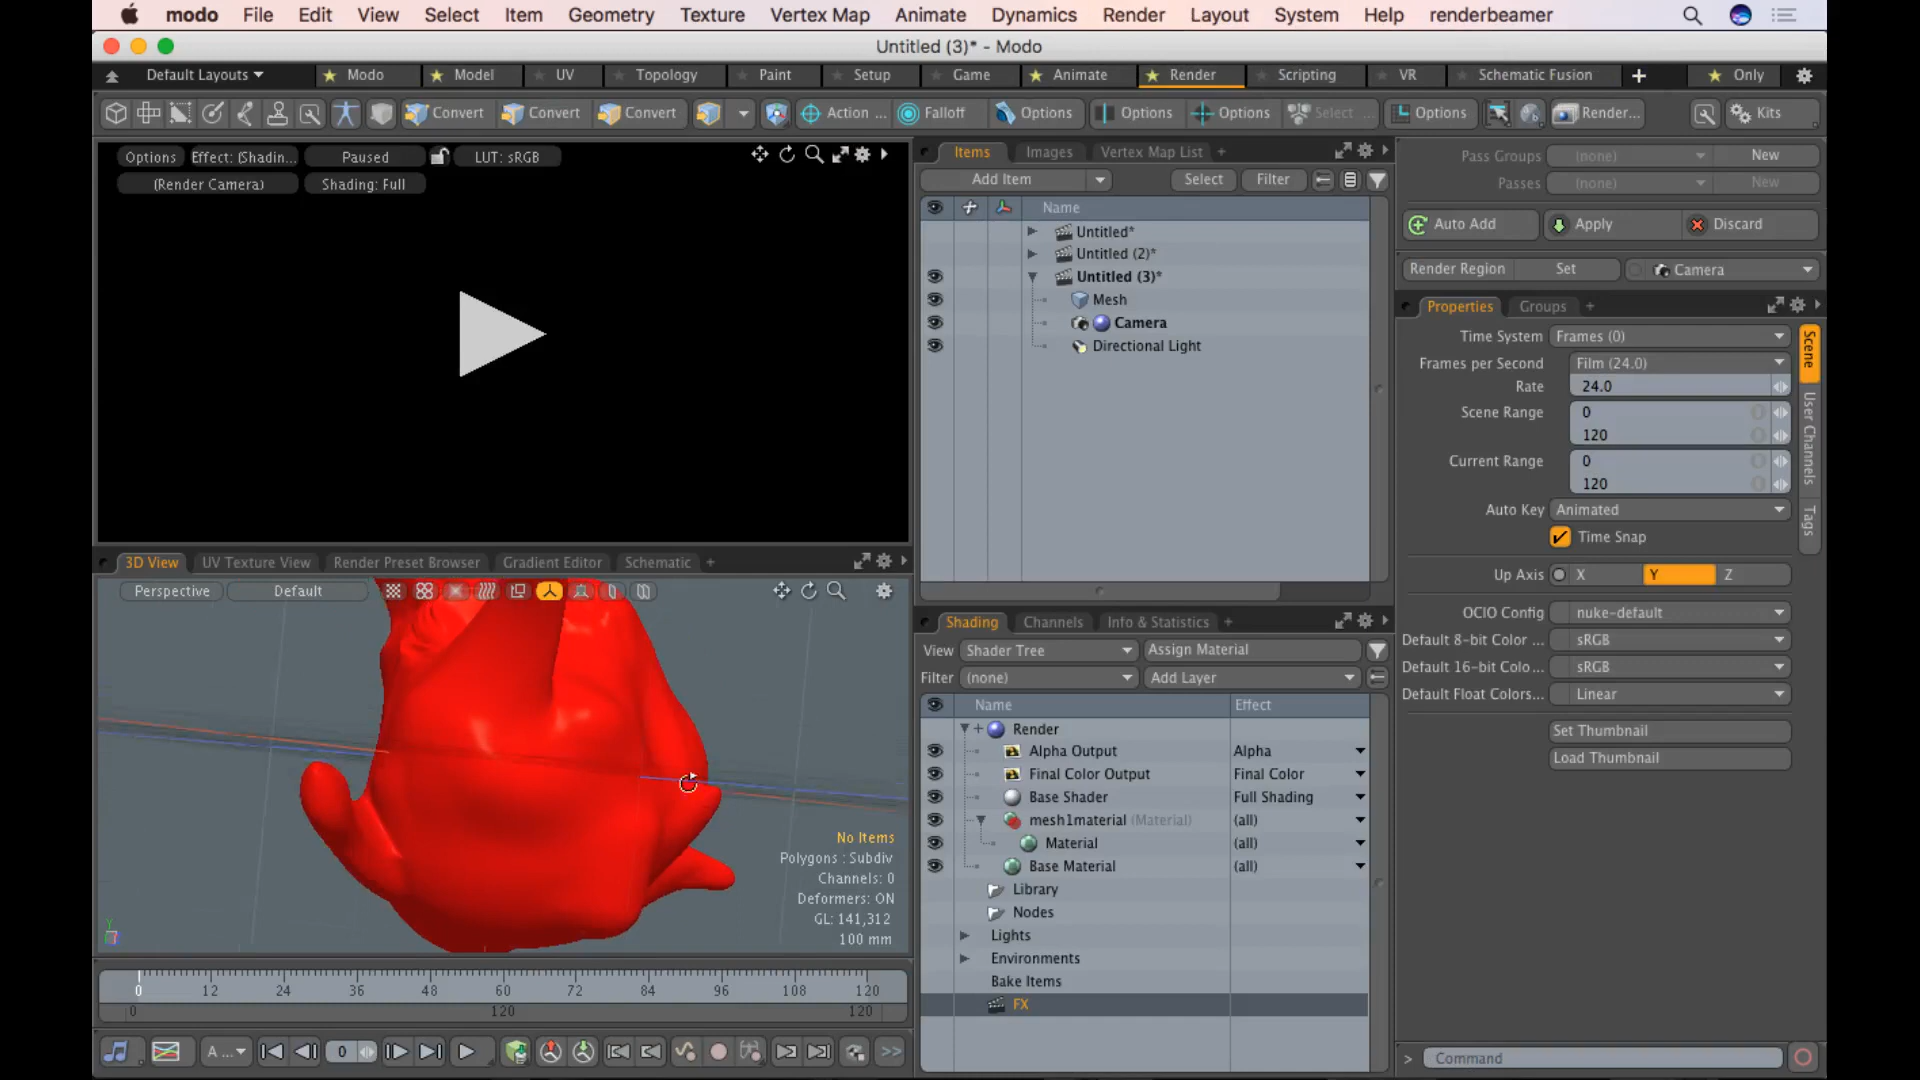 modo File Edit View Select Item Geometry Texture Vertex Map Animate Dynamics Render Layout System Help renderbeamer
Untitled (3)* - Modo
Default Layouts Modo Model UV Topology Paint Setup Game Animate Render Scripting VR Schematic Fusion + Only
Convert Convert Convert Action ... Falloff Options Options Options Select ... Options Render... Kits
Options Effect: (Shadin... Paused LUT: sRGB
(Render Camera) Shading: Full
Items Images Vertex Map List +
Add Item Select Filter
Name
Untitled*
Untitled (2)*
Untitled (3)*
Mesh
Camera
Directional Light
Pass Groups (none) New
Passes (none) New
Auto Add Apply Discard
Render Region Set Camera
Properties Groups +
Time System Frames (0)
Frames per Second Film (24.0)
Rate 24.0
Scene Range 0
120
Current Range 0
120
Auto Key Animated
Time Snap
Up Axis X Y Z
OCIO Config nuke-default
Default 8-bit Color ... sRGB
Default 16-bit Colo... sRGB
Default Float Colors... Linear
Set Thumbnail
Load Thumbnail
Scene
User Channels
Tags
3D View UV Texture View Render Preset Browser Gradient Editor Schematic +
Perspective Default
No Items
Polygons : Subdiv
Channels: 0
Deformers: ON
GL: 141,312
100 mm
Y
Shading Channels Info & Statistics +
View Shader Tree Assign Material
Filter (none) Add Layer
Name Effect
Render
Alpha Output Alpha
Final Color Output Final Color
Base Shader Full Shading
mesh1material (Material) (all)
Material (all)
Base Material (all)
Library
Nodes
Lights
Environments
Bake Items
FX
0 12 24 36 48 60 72 84 96 108 120
0 120 120
A ... 0 >>
> Command